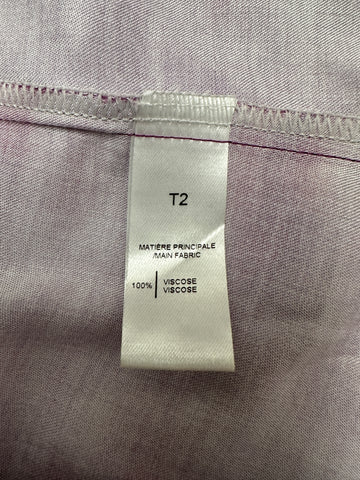 T2
MATIÈRE PRINCIPALE
/MAIN FABRIC
100% VISCOSE
VISCOSE